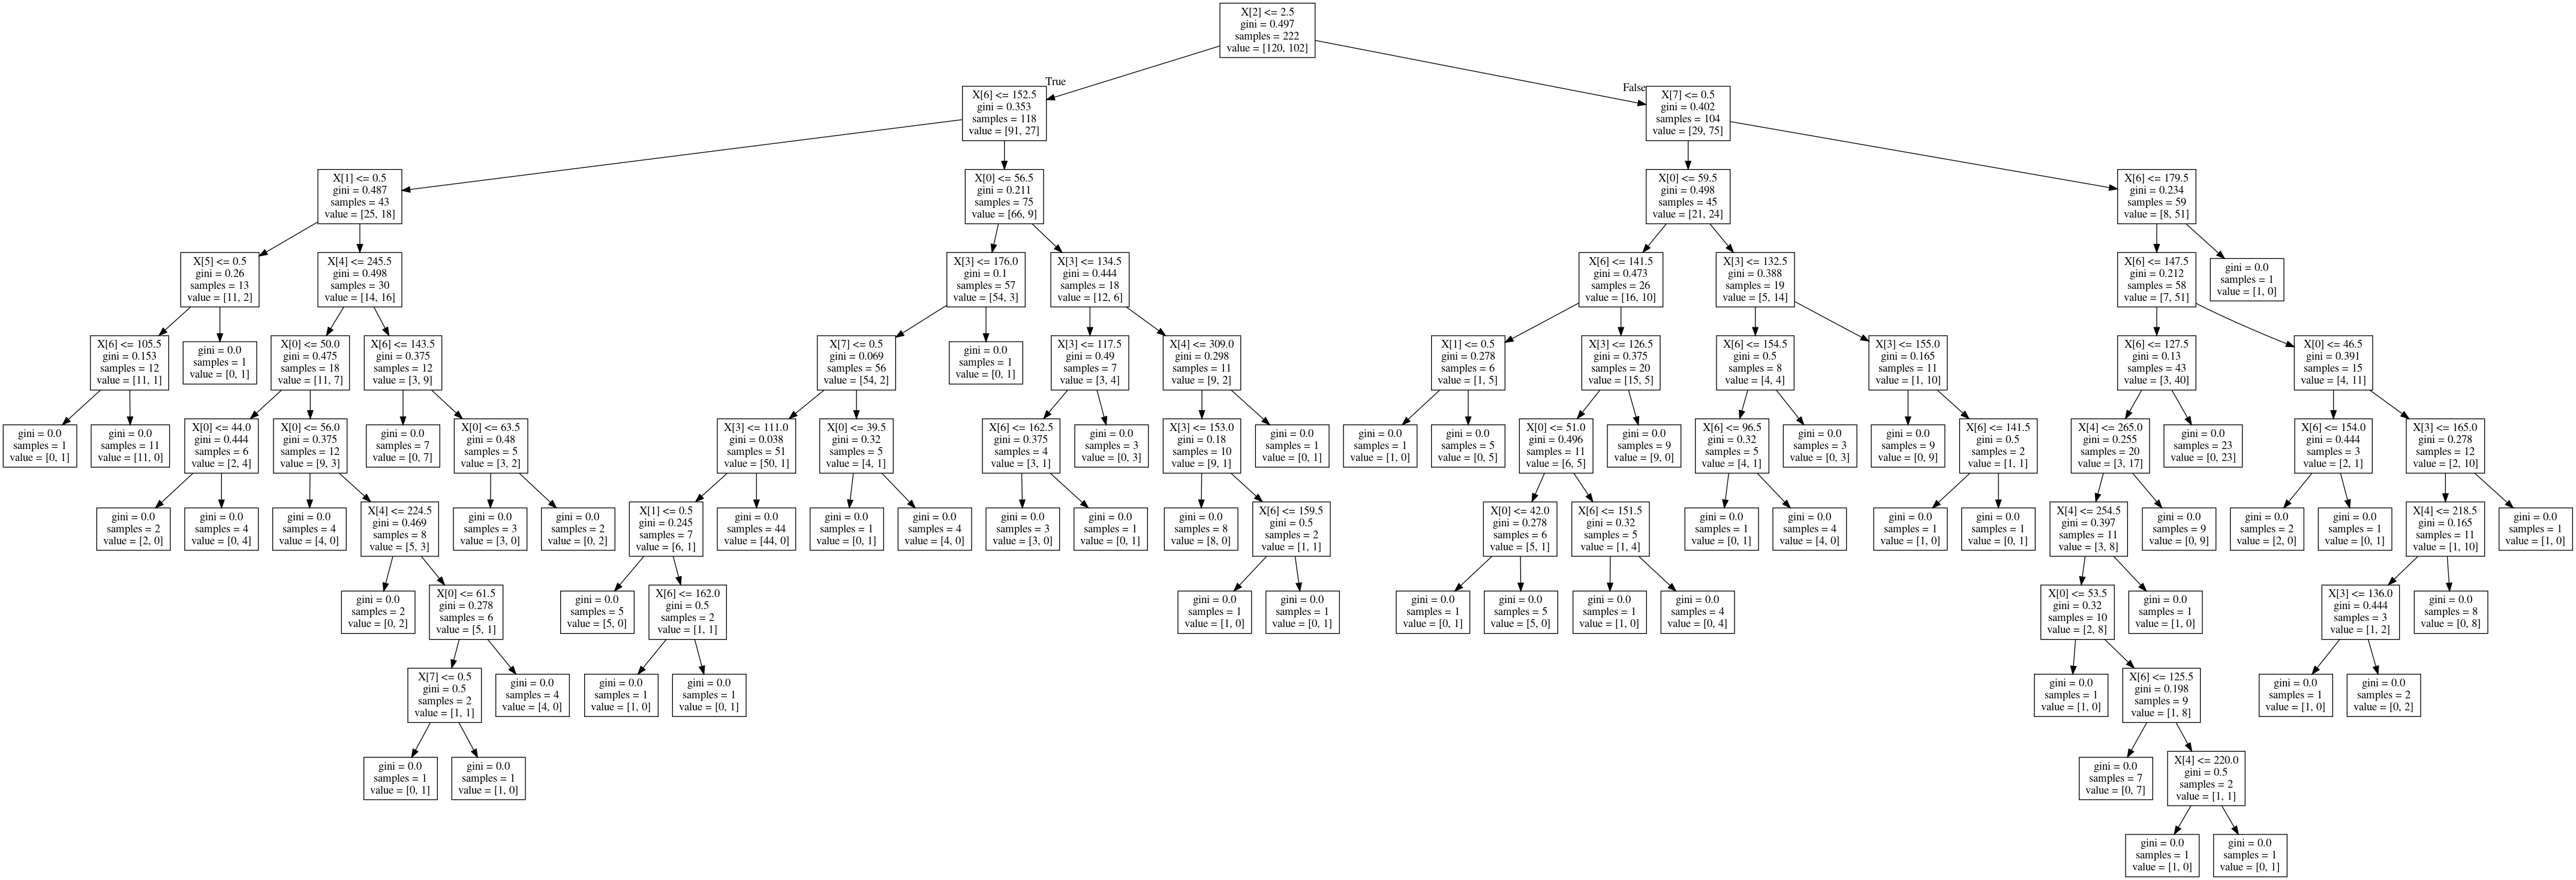 X[2] <= 2.5
gini = 0.497
samples = 222
value = [120, 102]
True
False
X[6] <= 152.5
gini = 0.353
samples = 118
value = [91, 27]
X[7] <= 0.5
gini = 0.402
samples = 104
value = [29, 75]
X[1] <= 0.5
gini = 0.487
samples = 43
value = [25, 18]
X[0] <= 56.5
gini = 0.211
samples = 75
value = [66, 9]
X[0] <= 59.5
gini = 0.498
samples = 45
value = [21, 24]
X[6] <= 179.5
gini = 0.234
samples = 59
value = [8, 51]
X[5] <= 0.5
gini = 0.26
samples = 13
value = [11, 2]
X[4] <= 245.5
gini = 0.498
samples = 30
value = [14, 16]
X[3] <= 176.0
gini = 0.1
samples = 57
value = [54, 3]
X[3] <= 134.5
gini = 0.444
samples = 18
value = [12, 6]
X[6] <= 141.5
gini = 0.473
samples = 26
value = [16, 10]
X[3] <= 132.5
gini = 0.388
samples = 19
value = [5, 14]
X[6] <= 147.5
gini = 0.212
samples = 58
value = [7, 51]
gini = 0.0
samples = 1
value = [1, 0]
X[6] <= 105.5
gini = 0.153
samples = 12
value = [11, 1]
gini = 0.0
samples = 1
value = [0, 1]
X[0] <= 50.0
gini = 0.475
samples = 18
value = [11, 7]
X[6] <= 143.5
gini = 0.375
samples = 12
value = [3, 9]
X[7] <= 0.5
gini = 0.069
samples = 56
value = [54, 2]
gini = 0.0
samples = 1
value = [0, 1]
X[3] <= 117.5
gini = 0.49
samples = 7
value = [3, 4]
X[4] <= 309.0
gini = 0.298
samples = 11
value = [9, 2]
X[1] <= 0.5
gini = 0.278
samples = 6
value = [1, 5]
X[3] <= 126.5
gini = 0.375
samples = 20
value = [15, 5]
X[6] <= 154.5
gini = 0.5
samples = 8
value = [4, 4]
X[3] <= 155.0
gini = 0.165
samples = 11
value = [1, 10]
X[6] <= 127.5
gini = 0.13
samples = 43
value = [3, 40]
X[0] <= 46.5
gini = 0.391
samples = 15
value = [4, 11]
gini = 0.0
samples = 1
value = [0, 1]
gini = 0.0
samples = 11
value = [11, 0]
X[0] <= 44.0
gini = 0.444
samples = 6
value = [2, 4]
X[0] <= 56.0
gini = 0.375
samples = 12
value = [9, 3]
gini = 0.0
samples = 7
value = [0, 7]
X[0] <= 63.5
gini = 0.48
samples = 5
value = [3, 2]
X[3] <= 111.0
gini = 0.038
samples = 51
value = [50, 1]
X[0] <= 39.5
gini = 0.32
samples = 5
value = [4, 1]
X[6] <= 162.5
gini = 0.375
samples = 4
value = [3, 1]
gini = 0.0
samples = 3
value = [0, 3]
X[3] <= 153.0
gini = 0.18
samples = 10
value = [9, 1]
gini = 0.0
samples = 1
value = [0, 1]
gini = 0.0
samples = 1
value = [1, 0]
gini = 0.0
samples = 5
value = [0, 5]
X[0] <= 51.0
gini = 0.496
samples = 11
value = [6, 5]
gini = 0.0
samples = 9
value = [9, 0]
X[6] <= 96.5
gini = 0.32
samples = 5
value = [4, 1]
gini = 0.0
samples = 3
value = [0, 3]
gini = 0.0
samples = 9
value = [0, 9]
X[6] <= 141.5
gini = 0.5
samples = 2
value = [1, 1]
X[4] <= 265.0
gini = 0.255
samples = 20
value = [3, 17]
gini = 0.0
samples = 23
value = [0, 23]
X[6] <= 154.0
gini = 0.444
samples = 3
value = [2, 1]
X[3] <= 165.0
gini = 0.278
samples = 12
value = [2, 10]
gini = 0.0
samples = 2
value = [2, 0]
gini = 0.0
samples = 4
value = [0, 4]
gini = 0.0
samples = 4
value = [4, 0]
X[4] <= 224.5
gini = 0.469
samples = 8
value = [5, 3]
gini = 0.0
samples = 3
value = [3, 0]
gini = 0.0
samples = 2
value = [0, 2]
X[1] <= 0.5
gini = 0.245
samples = 7
value = [6, 1]
gini = 0.0
samples = 44
value = [44, 0]
gini = 0.0
samples = 1
value = [0, 1]
gini = 0.0
samples = 4
value = [4, 0]
gini = 0.0
samples = 3
value = [3, 0]
gini = 0.0
samples = 1
value = [0, 1]
gini = 0.0
samples = 8
value = [8, 0]
X[6] <= 159.5
gini = 0.5
samples = 2
value = [1, 1]
X[0] <= 42.0
gini = 0.278
samples = 6
value = [5, 1]
X[6] <= 151.5
gini = 0.32
samples = 5
value = [1, 4]
gini = 0.0
samples = 1
value = [0, 1]
gini = 0.0
samples = 4
value = [4, 0]
gini = 0.0
samples = 1
value = [1, 0]
gini = 0.0
samples = 1
value = [0, 1]
X[4] <= 254.5
gini = 0.397
samples = 11
value = [3, 8]
gini = 0.0
samples = 9
value = [0, 9]
gini = 0.0
samples = 2
value = [2, 0]
gini = 0.0
samples = 1
value = [0, 1]
X[4] <= 218.5
gini = 0.165
samples = 11
value = [1, 10]
gini = 0.0
samples = 1
value = [1, 0]
gini = 0.0
samples = 2
value = [0, 2]
X[0] <= 61.5
gini = 0.278
samples = 6
value = [5, 1]
gini = 0.0
samples = 5
value = [5, 0]
X[6] <= 162.0
gini = 0.5
samples = 2
value = [1, 1]
gini = 0.0
samples = 1
value = [1, 0]
gini = 0.0
samples = 1
value = [0, 1]
gini = 0.0
samples = 1
value = [0, 1]
gini = 0.0
samples = 5
value = [5, 0]
gini = 0.0
samples = 1
value = [1, 0]
gini = 0.0
samples = 4
value = [0, 4]
X[0] <= 53.5
gini = 0.32
samples = 10
value = [2, 8]
gini = 0.0
samples = 1
value = [1, 0]
X[3] <= 136.0
gini = 0.444
samples = 3
value = [1, 2]
gini = 0.0
samples = 8
value = [0, 8]
X[7] <= 0.5
gini = 0.5
samples = 2
value = [1, 1]
gini = 0.0
samples = 4
value = [4, 0]
gini = 0.0
samples = 1
value = [1, 0]
gini = 0.0
samples = 1
value = [0, 1]
gini = 0.0
samples = 1
value = [1, 0]
X[6] <= 125.5
gini = 0.198
samples = 9
value = [1, 8]
gini = 0.0
samples = 1
value = [1, 0]
gini = 0.0
samples = 2
value = [0, 2]
gini = 0.0
samples = 1
value = [0, 1]
gini = 0.0
samples = 1
value = [1, 0]
gini = 0.0
samples = 7
value = [0, 7]
X[4] <= 220.0
gini = 0.5
samples = 2
value = [1, 1]
gini = 0.0
samples = 1
value = [1, 0]
gini = 0.0
samples = 1
value = [0, 1]